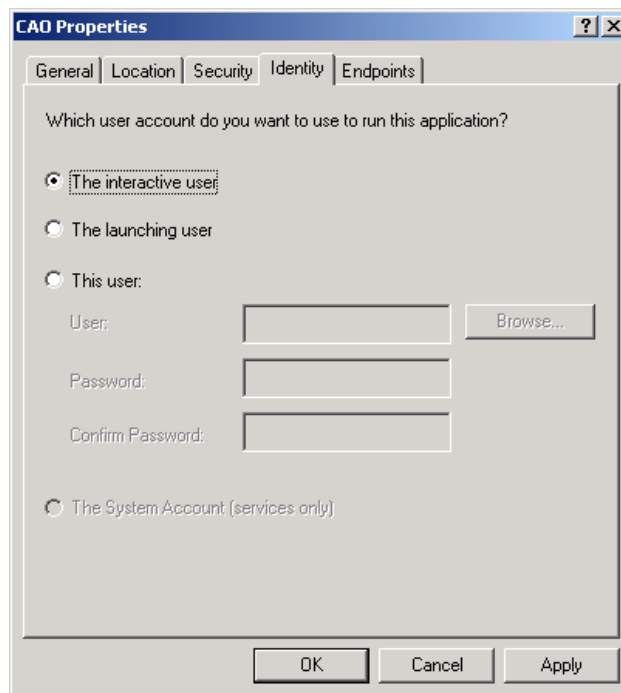 CAO Properties
General Location Security Identity Endpoints
Which user account do you want to use to run this application?
The interactive user
The launching user
This user:
User:
Browse...
Password:
Confirm Password:
The System Account (services only)
OK Cancel Apply